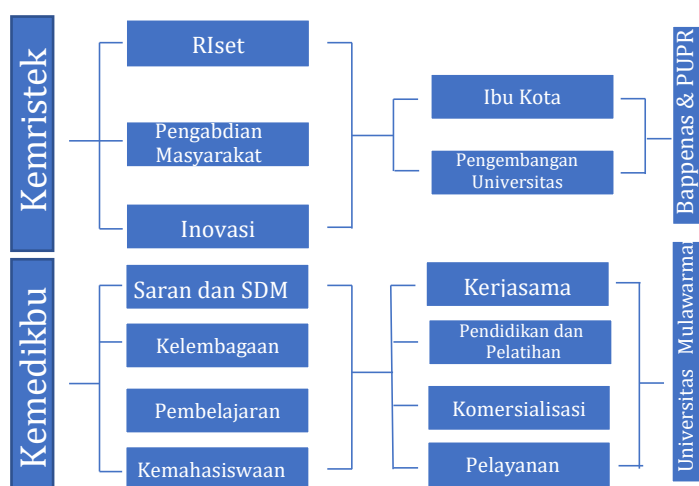 Kemristek
RIset
Pengabdian
Masyarakat
Inovasi
Ibu Kota
Pengembangan
Universitas
Bappenas & PUPR
Kemedikbu
Saran dan SDM
Kelembagaan
Pembelajaran
Kemahasiswaan
Kerjasama
Pendidikan dan
Pelatihan
Komersialisasi
Pelayanan
Universitas Mulawarma